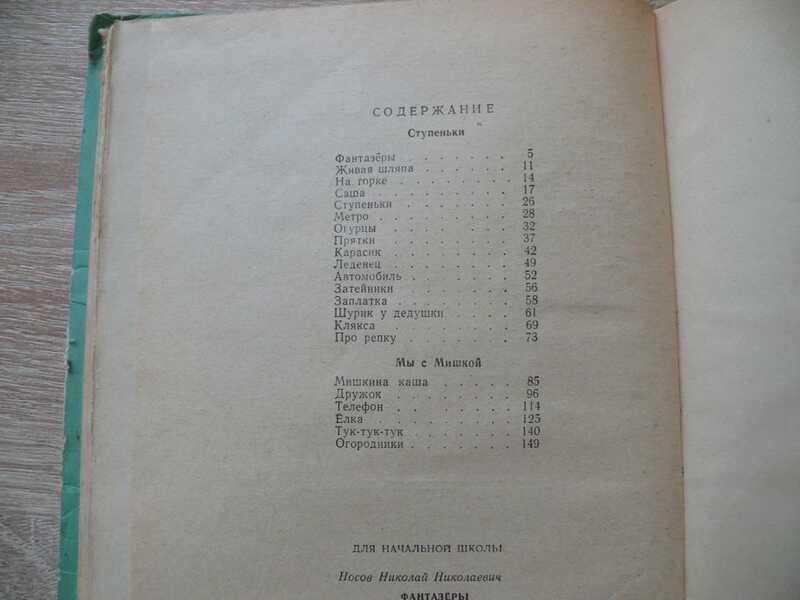 СОДЕРЖАНИЕ
Ступеньки
Фантазёры . . . . . . . 5
Живая шляпа . . . . . . 11
На горке . . . . . . . . 14
Саша . . . . . . . . . 17
Ступеньки . . . . . . . 26
Метро . . . . . . . . . 28
Огурцы . . . . . . . . 32
Прятки . . . . . . . . 37
Карасик . . . . . . . . 42
Леденец . . . . . . . . 49
Автомобиль . . . . . . . 52
Затейники . . . . . . . 56
Заплатка . . . . . . . . 58
Шурик у дедушки . . . . 61
Клякса . . . . . . . . 69
Про репку . . . . . . . 73
Мы с Мишкой
Мишкина каша . . . . . 85
Дружок . . . . . . . . 96
Телефон . . . . . . . 114
Ёлка . . . . . . . . 125
Тук-тук-тук . . . . . . 140
Огородники . . . . . . 149
ДЛЯ НАЧАЛЬНОЙ ШКОЛЫ
Носов Николай Николаевич
ФАНТАЗЁРЫ